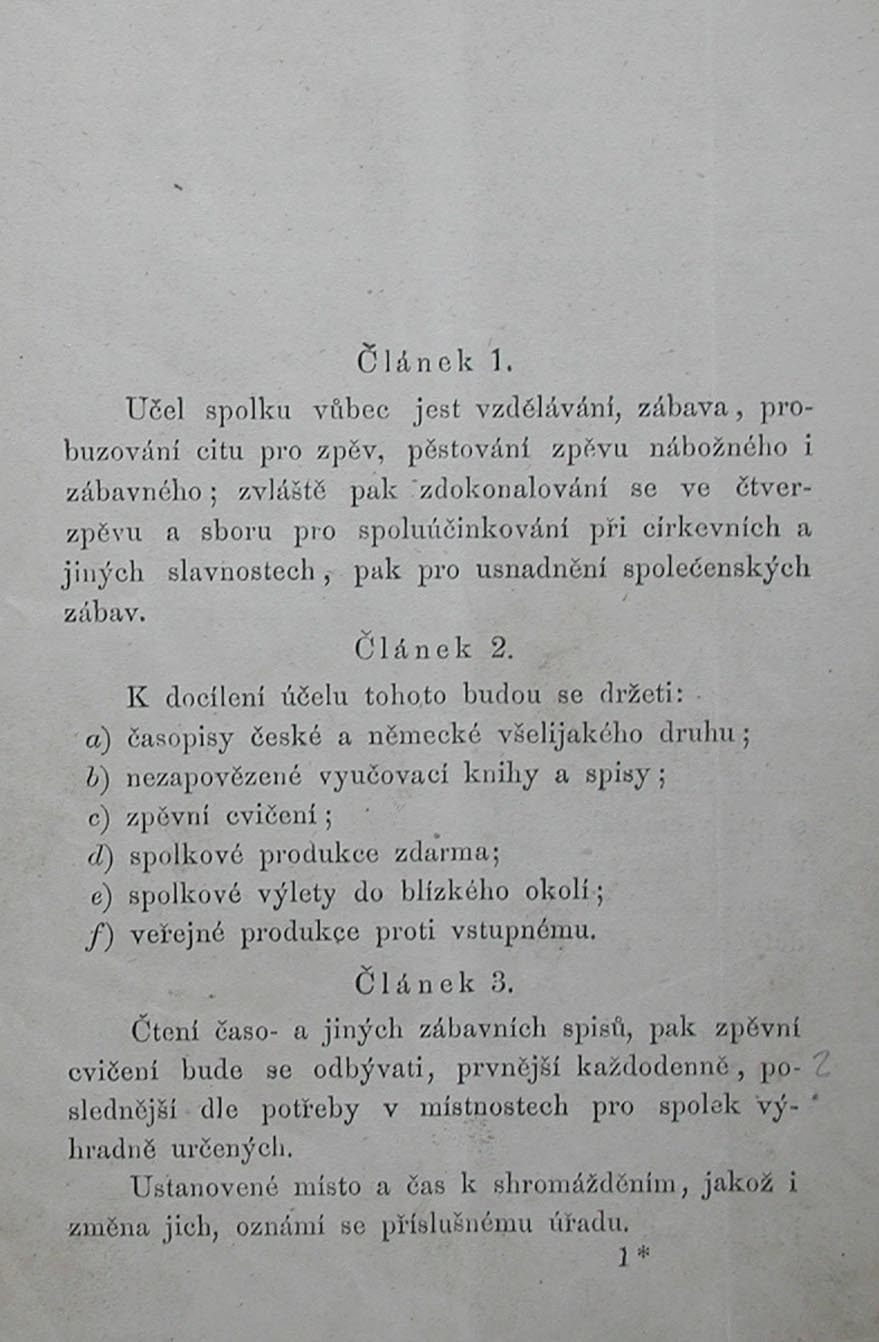 Článek 1.
Učel spolku vůbec jest vzdělávání, zábava, pro-
buzování citu pro zpěv, pěstování zpěvu nábožného i
zábavného; zvláště pak zdokonalování se ve čtver-
zpěvu a sboru pro spoluúčinkování při církevních a
jiných slavnostech, pak pro usnadnění společenských
zábav.
Článek 2.
K docílení účelu tohoto budou se držeti:
a) časopisy české a německé všelijakého druhu;
b) nezapovězené vyučovací knihy a spisy;
c) zpěvní cvičení;
d) spolkové produkce zdarma;
e) spolkové výlety do blízkého okolí;
f) veřejné produkce proti vstupnému.
Článek 3.
Čtení časo- a jiných zábavních spisů, pak zpěvní
cvičení bude se odbývati, prvnější každodenně, po- 2
slednější dle potřeby v místnostech pro spolek vý-
hradně určených.
Ustanovené místo a čas k shromážděním, jakož i
změna jich, oznámí se příslušnému úřadu.
1*